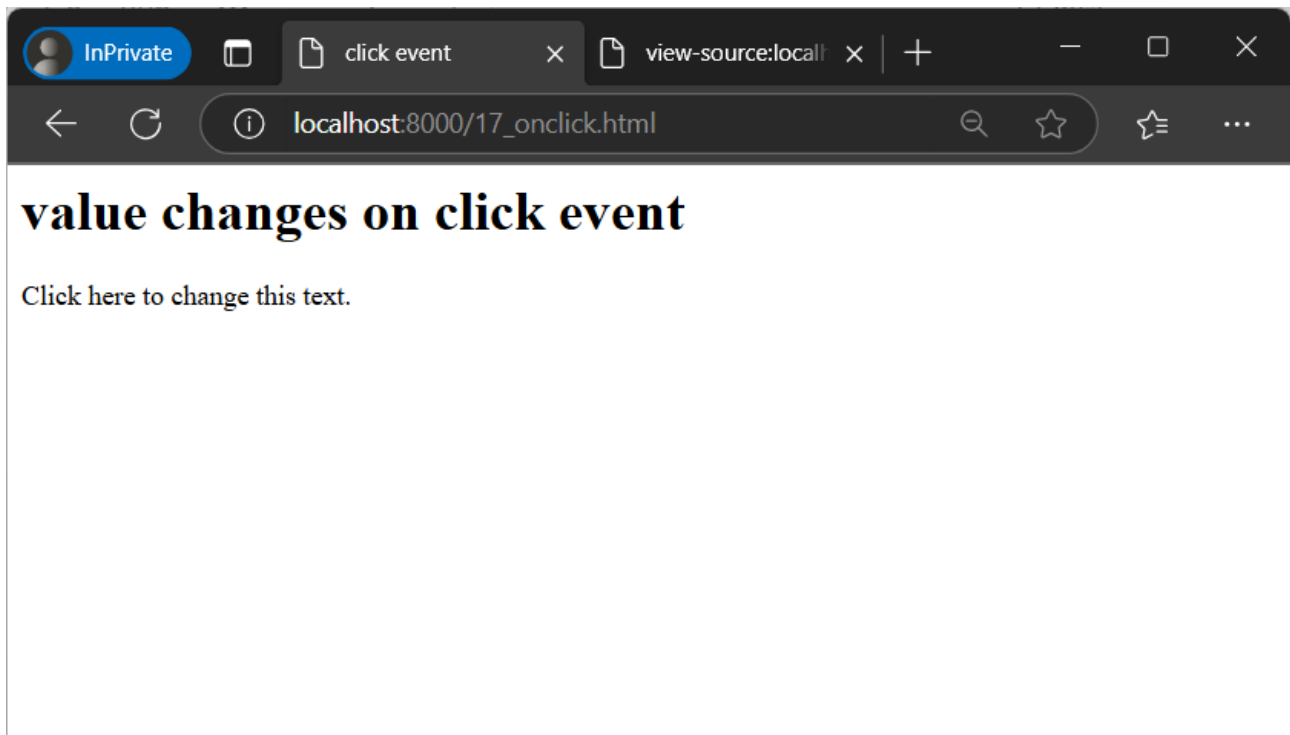 InPrivate click event view-source:localh
localhost:8000/17_onclick.html
value changes on click event
Click here to change this text.